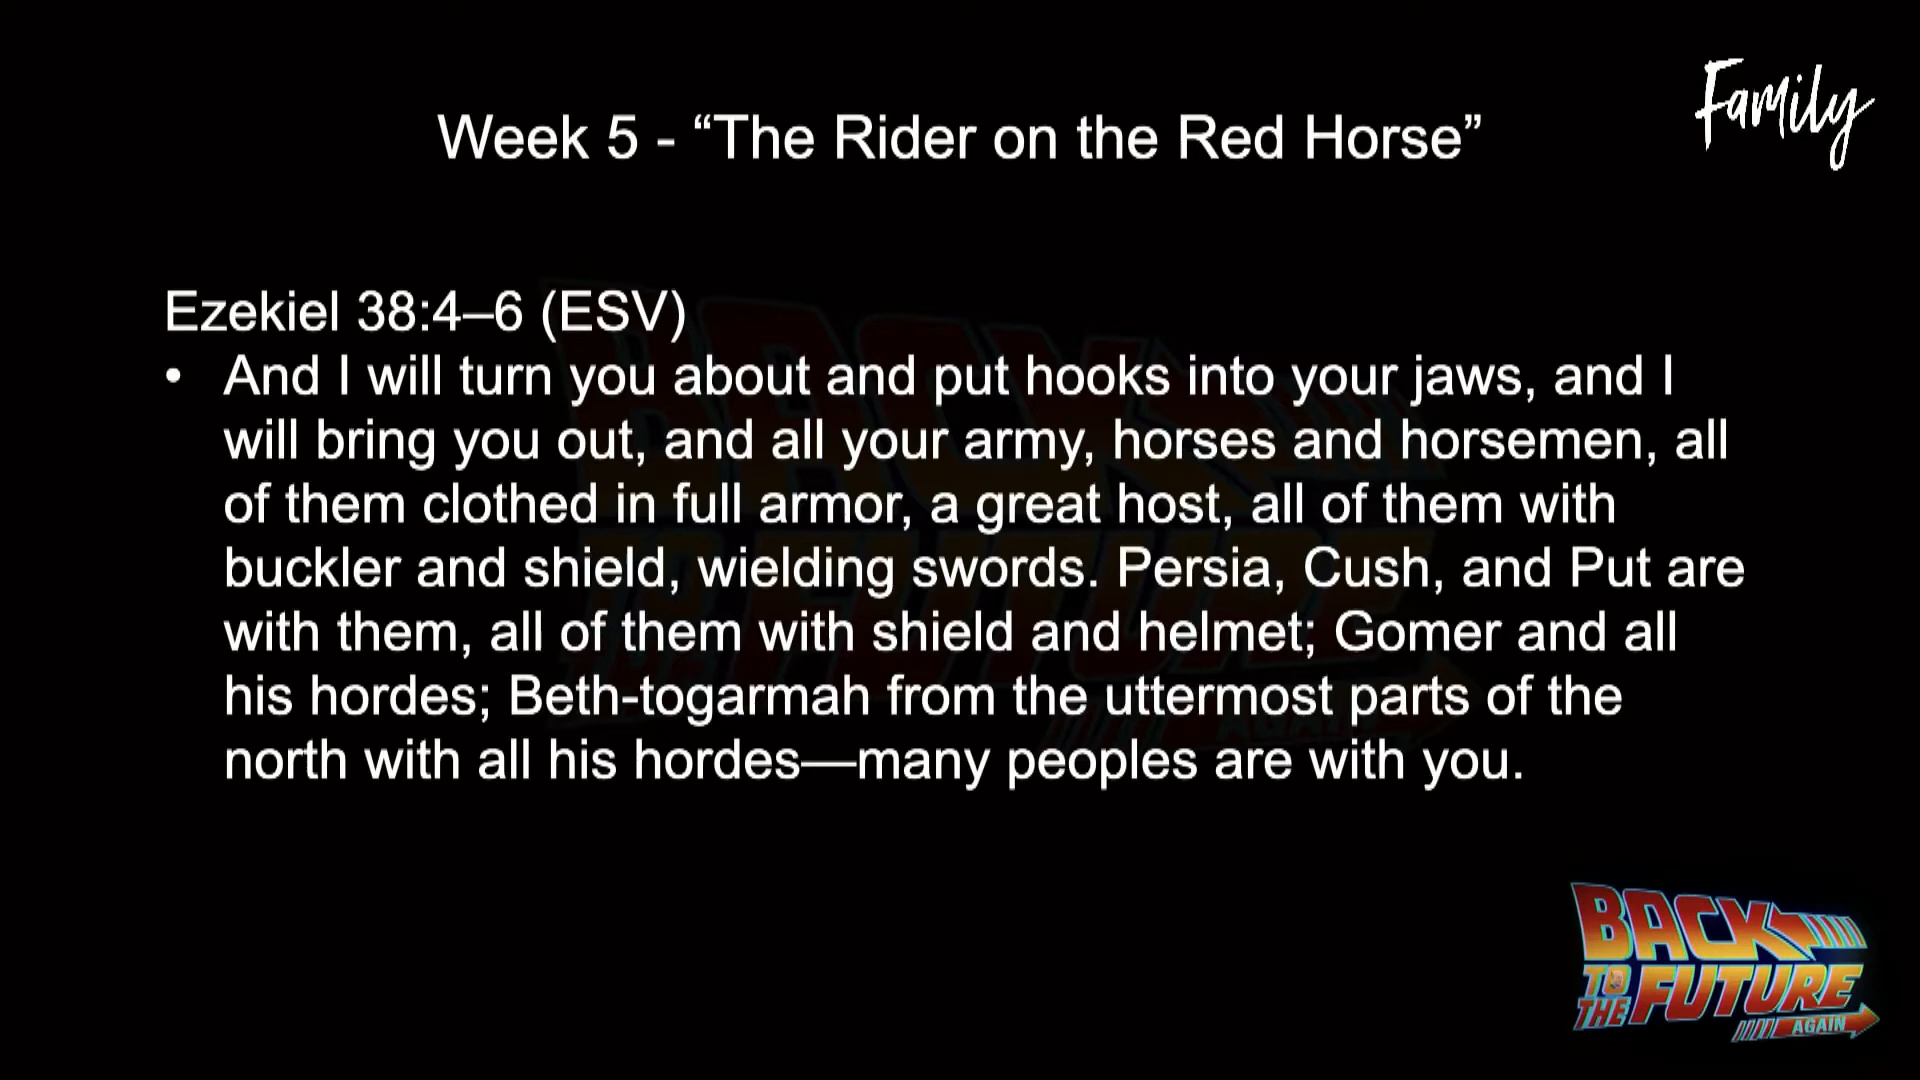 Family
Week 5 - “The Rider on the Red Horse”
Ezekiel 38:4–6 (ESV)
• And I will turn you about and put hooks into your jaws, and I
will bring you out, and all your army, horses and horsemen, all
of them clothed in full armor, a great host, all of them with
buckler and shield, wielding swords. Persia, Cush, and Put are
with them, all of them with shield and helmet; Gomer and all
his hordes; Beth-togarmah from the uttermost parts of the
north with all his hordes—many peoples are with you.
BACK
TO THE FUTURE
AGAIN